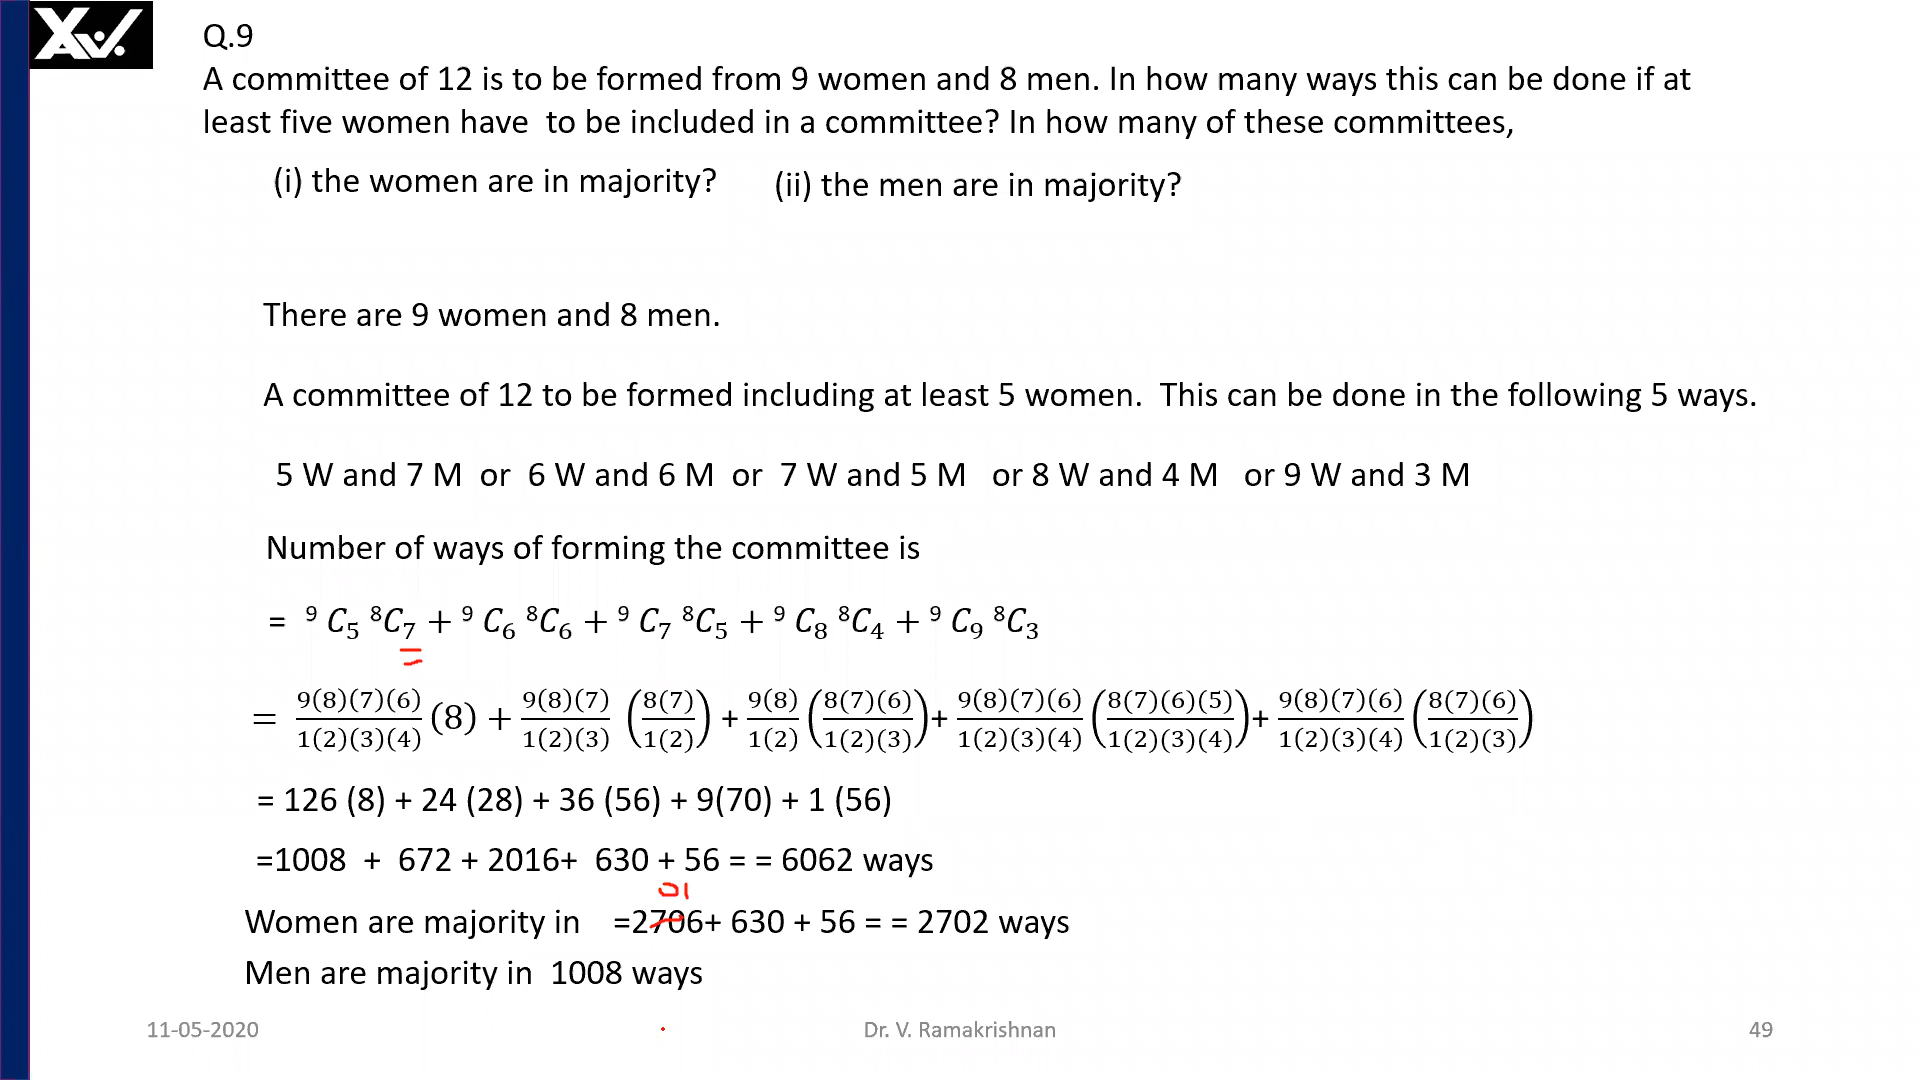 XAV.
Q.9
A committee of 12 is to be formed from 9 women and 8 men. In how many ways this can be done if at
least five women have to be included in a committee? In how many of these committees,
(i) the women are in majority? (ii) the men are in majority?
There are 9 women and 8 men.
A committee of 12 to be formed including at least 5 women. This can be done in the following 5 ways.
5 W and 7 M or 6 W and 6 M or 7 W and 5 M or 8 W and 4 M or 9 W and 3 M
Number of ways of forming the committee is
= ⁹C₅ ⁸C₇ + ⁹C₆ ⁸C₆ + ⁹C₇ ⁸C₅ + ⁹C₈ ⁸C₄ + ⁹C₉ ⁸C₃
= 9(8)(7)(6)/1(2)(3)(4) (8) + 9(8)(7)/1(2)(3) (8(7)/1(2)) + 9(8)/1(2) (8(7)(6)/1(2)(3)) + 9(8)(7)(6)/1(2)(3)(4) (8(7)(6)(5)/1(2)(3)(4)) + 9(8)(7)(6)/1(2)(3)(4) (8(7)(6)/1(2)(3))
= 126 (8) + 24 (28) + 36 (56) + 9(70) + 1 (56)
=1008 + 672 + 2016+ 630 + 56 = = 6062 ways
01
Women are majority in =2706+ 630 + 56 = = 2702 ways
Men are majority in 1008 ways
11-05-2020 Dr. V. Ramakrishnan 49